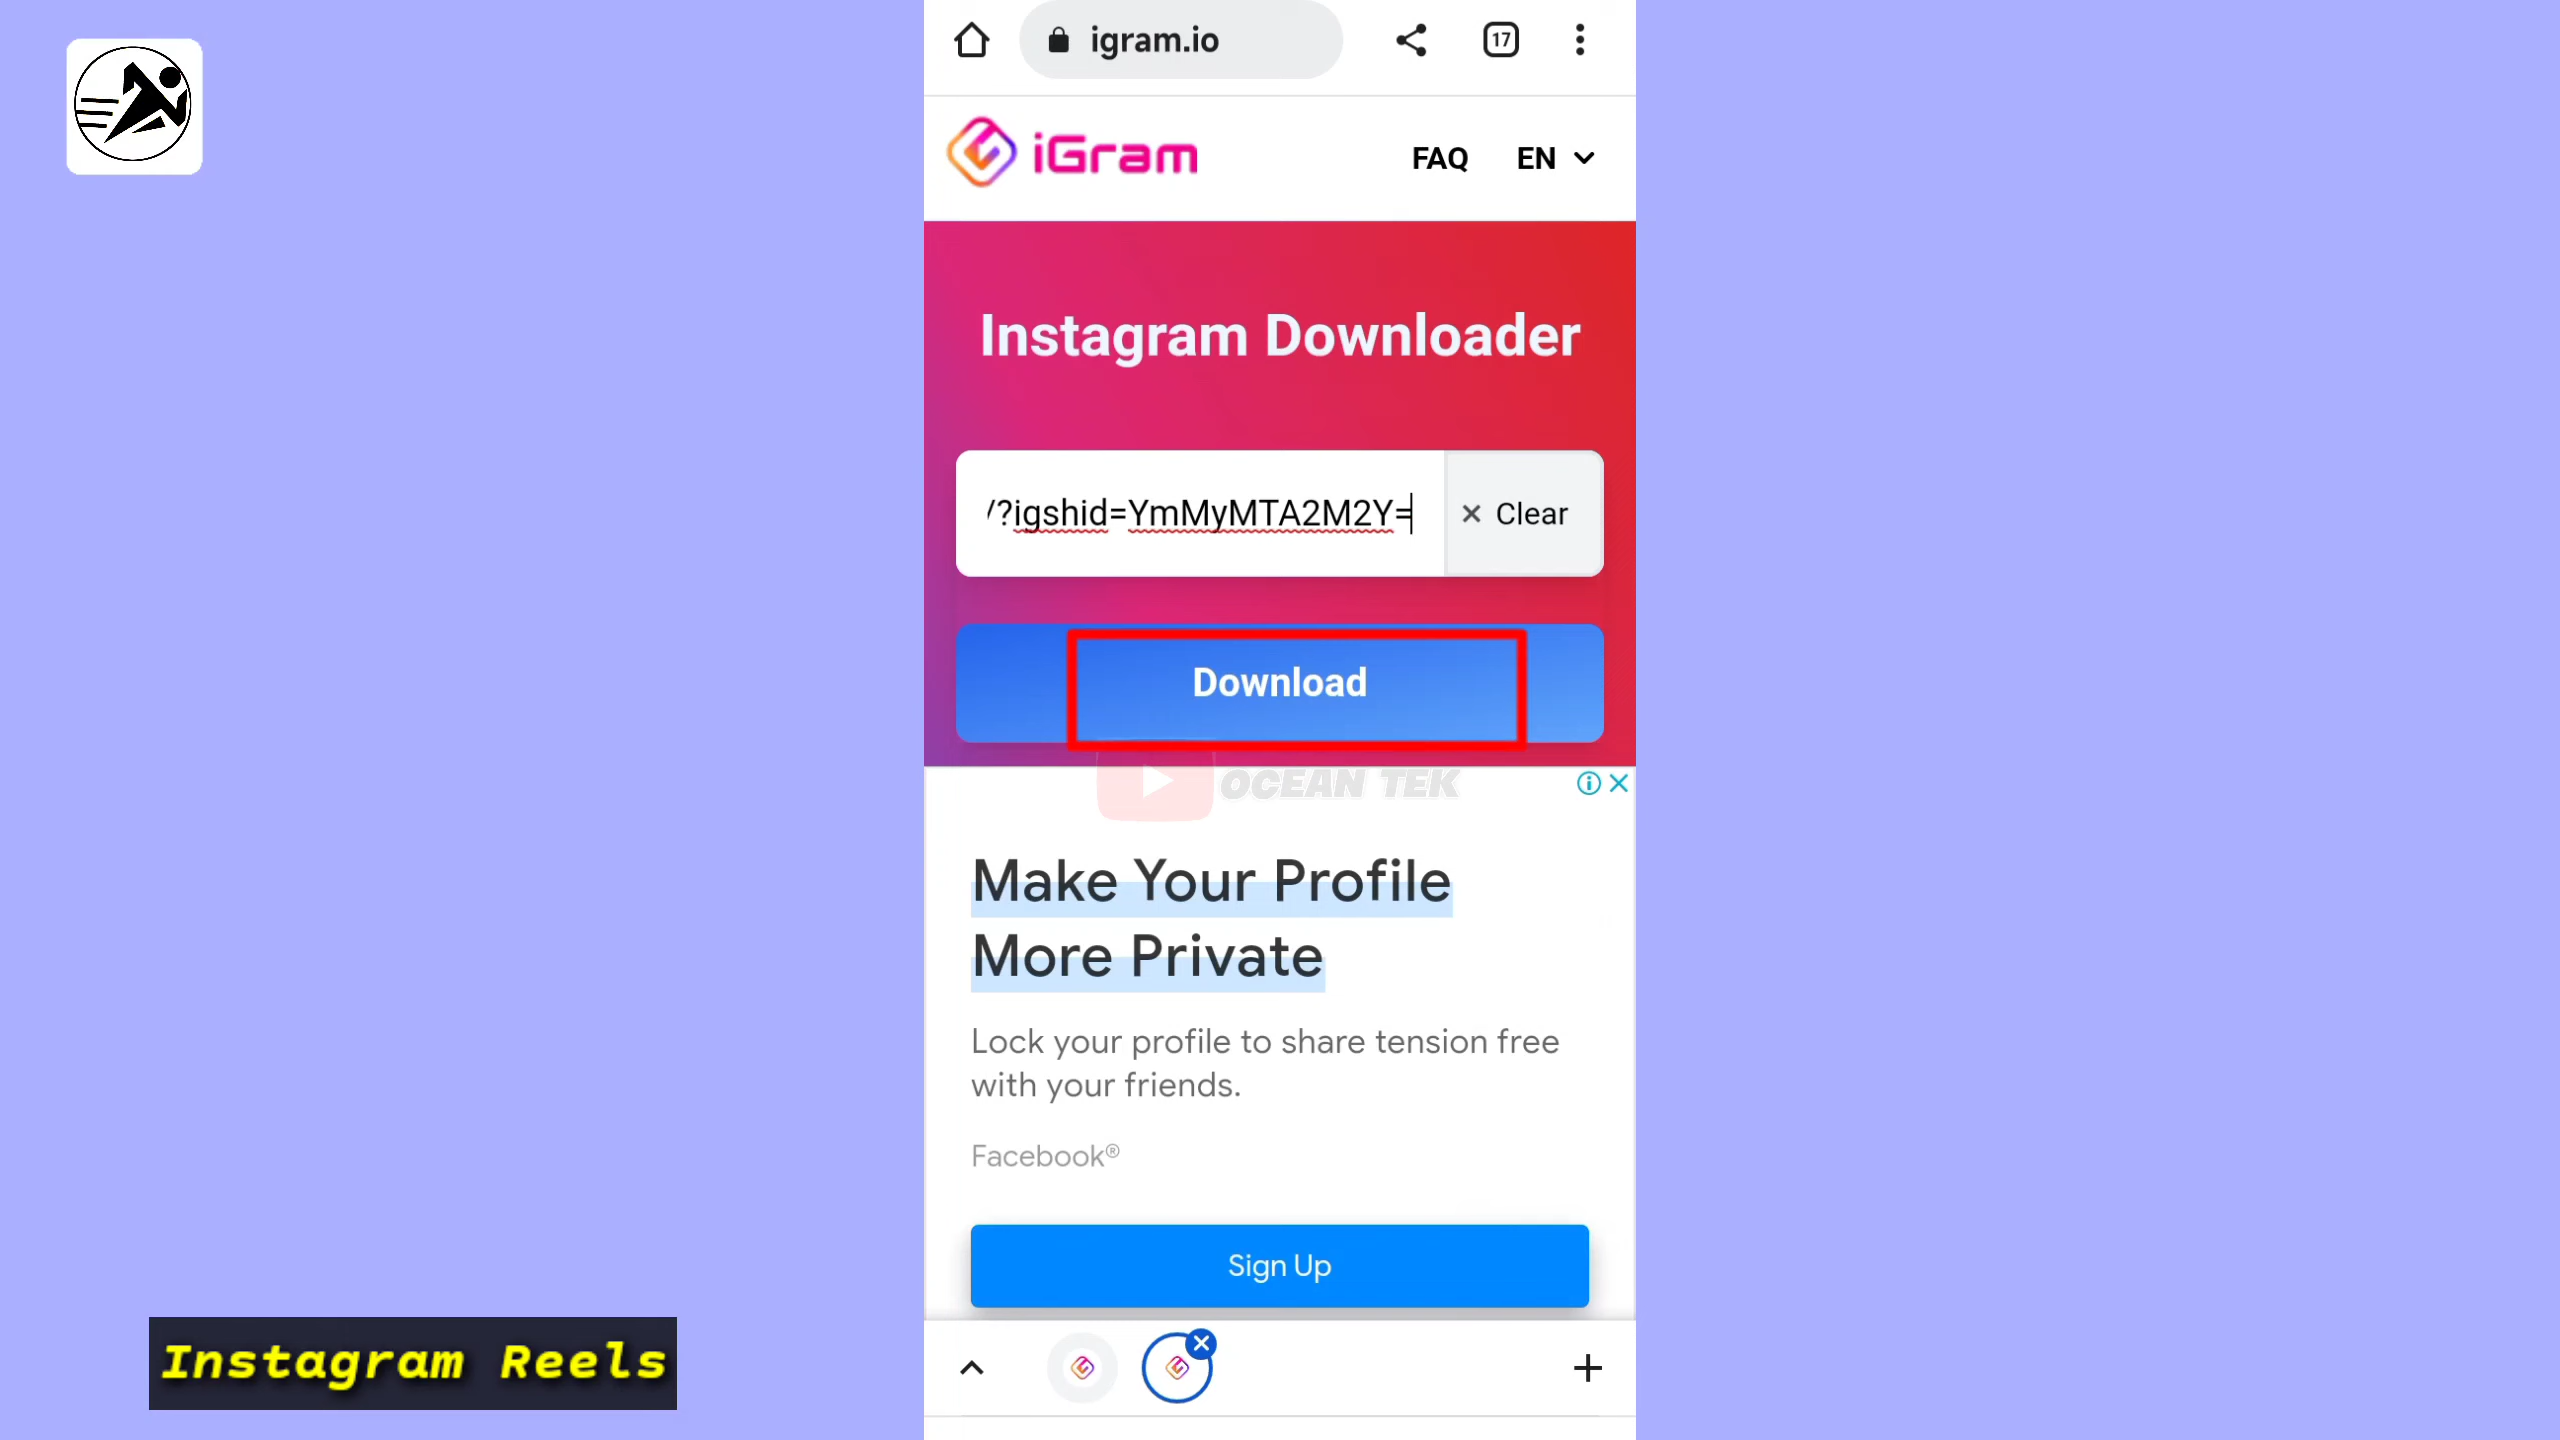 igram.io
17
iGram
FAQ
EN
Instagram Downloader
/?igshid=YmMyMTA2M2Y=
× Clear
Download
OCEAN TEK
Make Your Profile
More Private
Lock your profile to share tension free
with your friends.
Facebook®
Sign Up
Instagram Reels